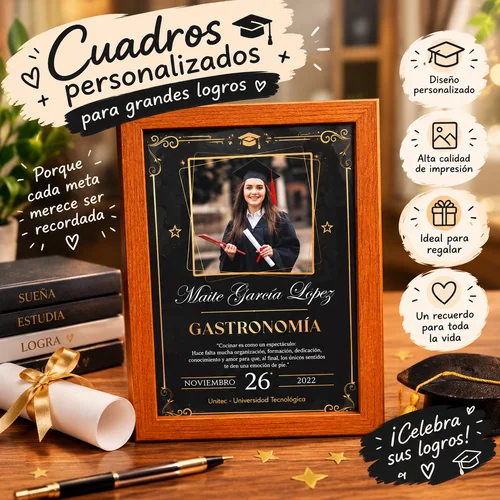 Cuadros
personalizados
para grandes logros
Porque
cada meta
merece ser
recordada
SUEÑA
ESTUDIA
LOGRA
Maite García López
GASTRONOMÍA
"Cocinar es como un espectáculo:
Hace falta mucha organización, formación, dedicación,
conocimiento y amor para que, al final, los únicos sentidos
te den una emoción de pie."
NOVIEMBRE 26 2022
Unitec - Universidad Tecnológica
Diseño
personalizado
Alta calidad
de impresión
Ideal para
regalar
Un recuerdo
para toda
la vida
¡Celebra
sus logros!